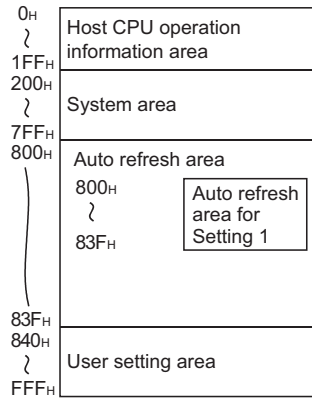 0H
~
1FFH
Host CPU operation
information area
200H
~
7FFH
System area
800H
Auto refresh area
800H
~
83FH
Auto refresh
area for
Setting 1
83FH
840H
~
FFFH
User setting area